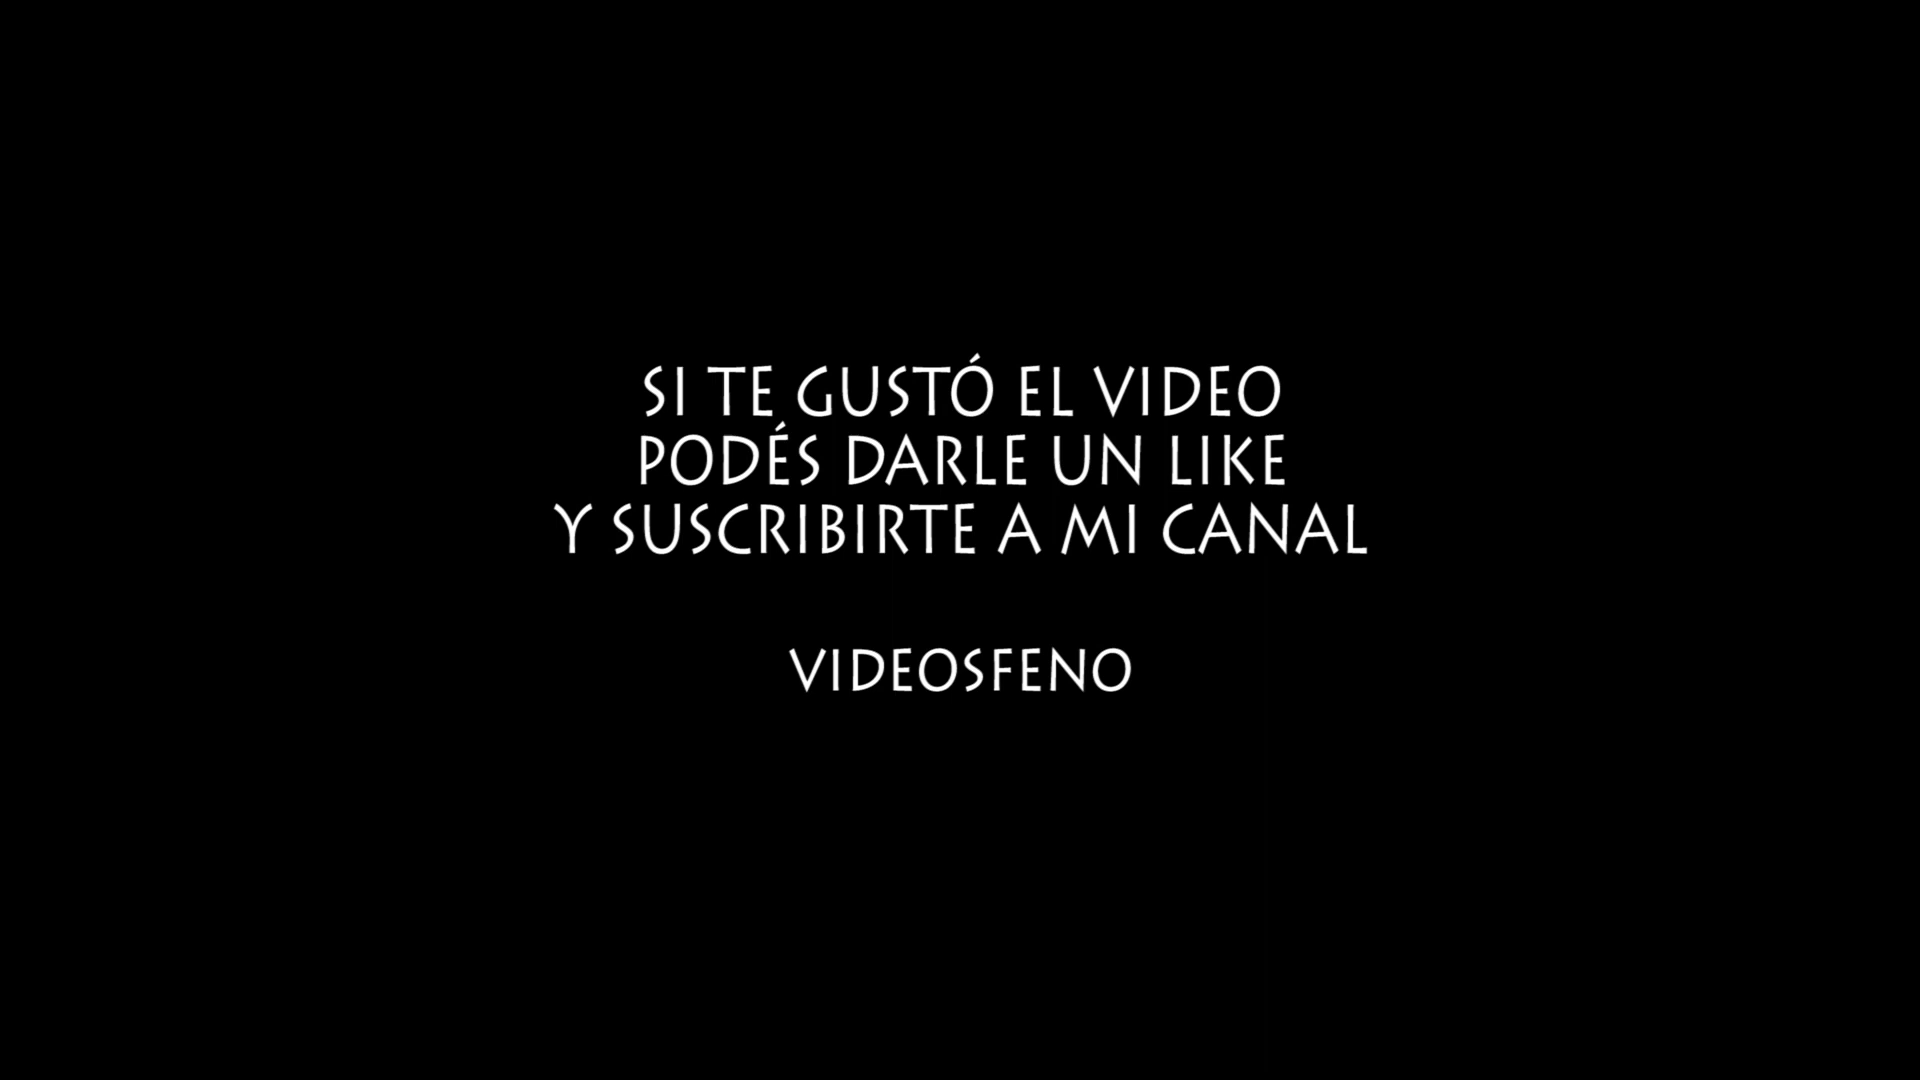 SI TE GUSTÓ EL VIDEO
PODÉS DARLE UN LIKE
Y SUSCRIBIRTE A MI CANAL
VIDEOSFENO